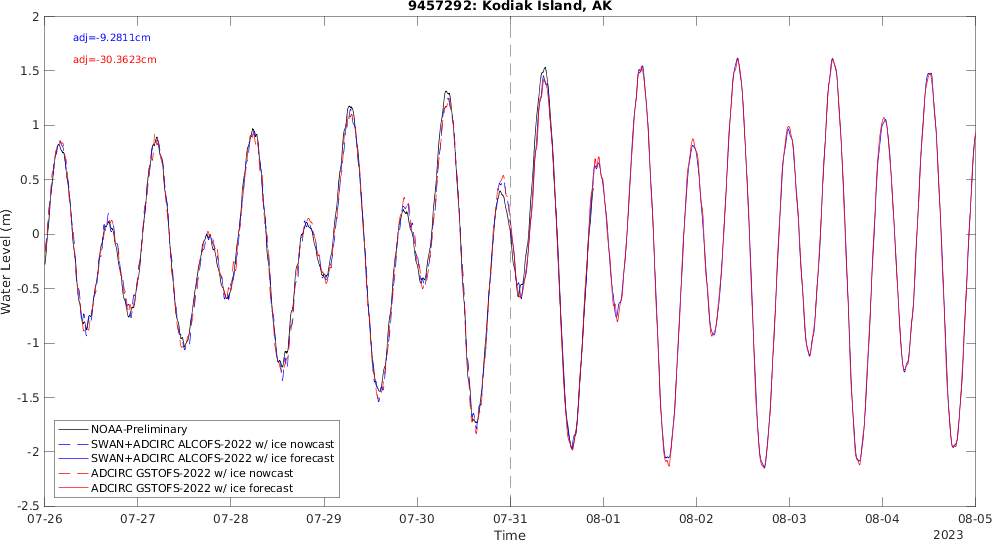 9457292: Kodiak Island, AK
adj=-9.2811cm
adj=-30.3623cm
Water Level (m)
2
1.5
1
0.5
0
-0.5
-1
-1.5
-2
-2.5
NOAA-Preliminary
SWAN+ADCIRC ALCOFS-2022 w/ ice nowcast
SWAN+ADCIRC ALCOFS-2022 w/ ice forecast
ADCIRC GSTOFS-2022 w/ ice nowcast
ADCIRC GSTOFS-2022 w/ ice forecast
07-26 07-27 07-28 07-29 07-30 07-31 08-01 08-02 08-03 08-04 08-05
Time
2023